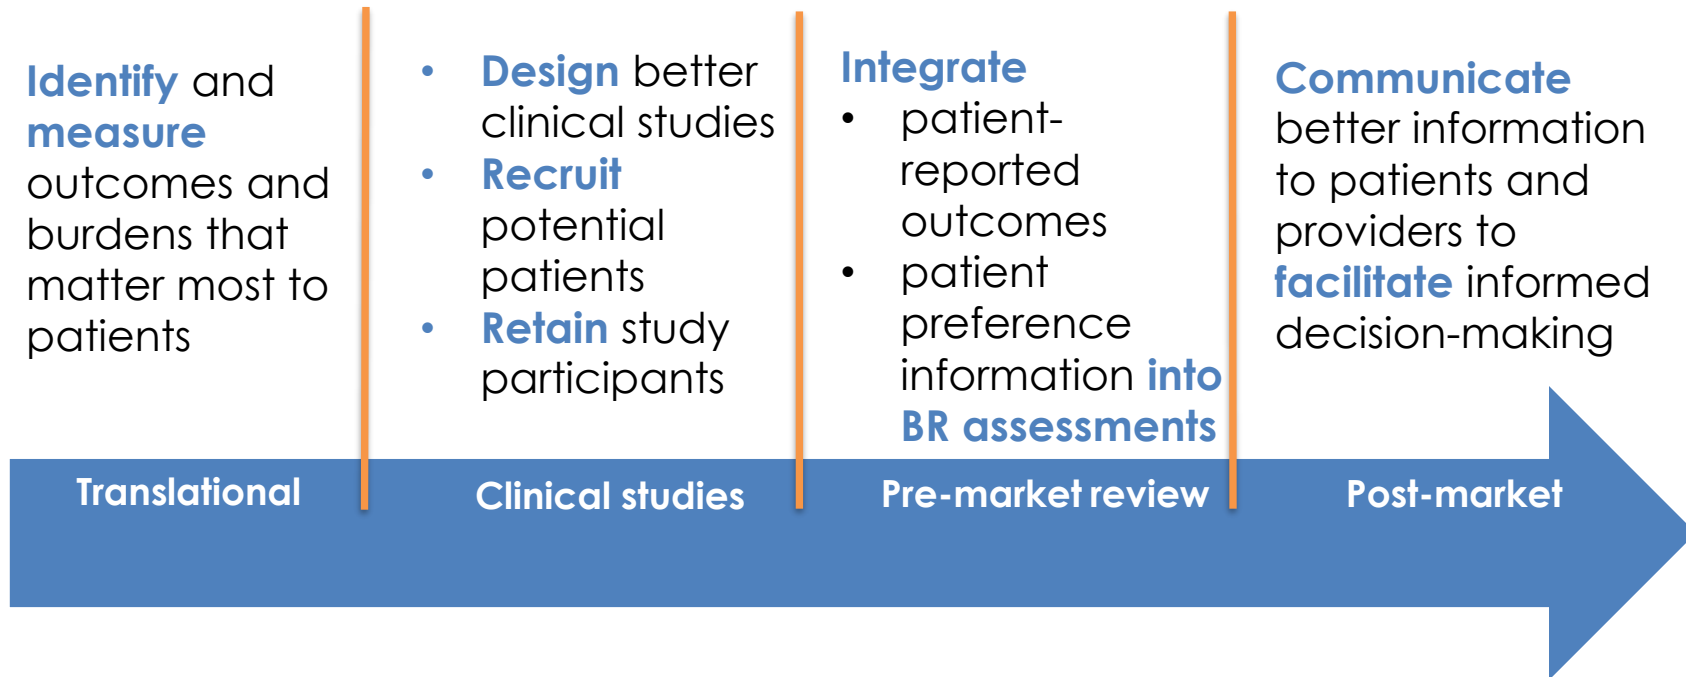 Identify and
measure
outcomes and
burdens that
matter most to
patients
• Design better
clinical studies
• Recruit
potential
patients
• Retain study
participants
Integrate
• patient-
reported
outcomes
• patient
preference
information into
BR assessments
Communicate
better information
to patients and
providers to
facilitate informed
decision-making
Translational
Clinical studies
Pre-market review
Post-market